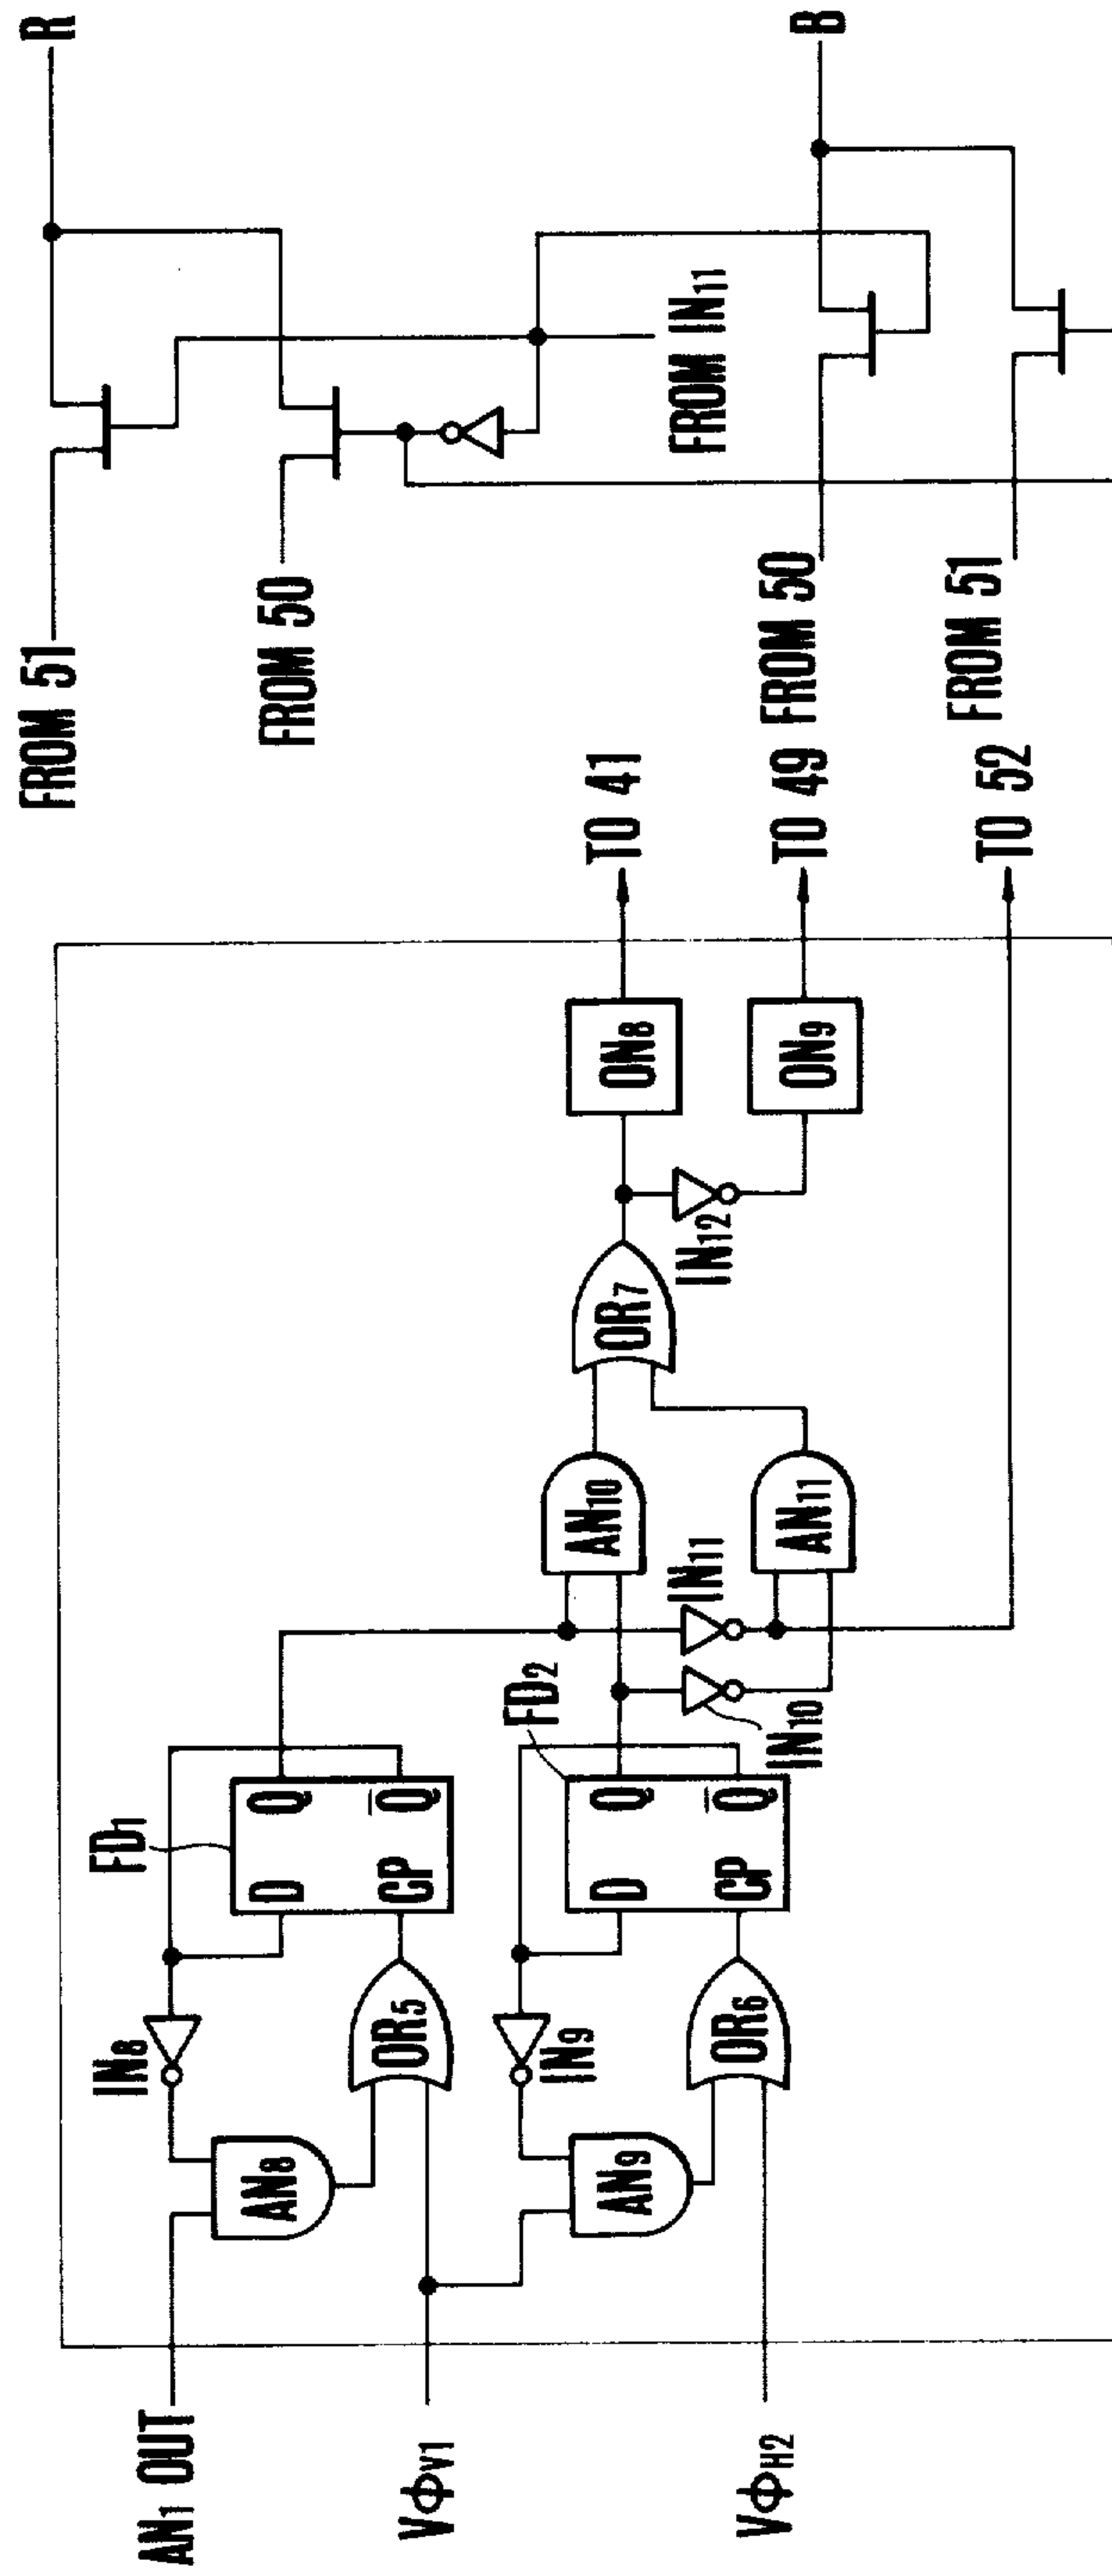 AN1 OUT
VΦV1
VΦH2
IN8
AN8
OR5
FD1
D
Q
CP
Q̅
IN9
AN9
OR6
FD2
D
Q
CP
Q̅
IN10
IN11
AN10
AN11
OR7
IN12
ON8
ON9
TO 41
TO 49
TO 52
FROM 51
FROM 50
FROM IN11
FROM 50
FROM 51
R
B